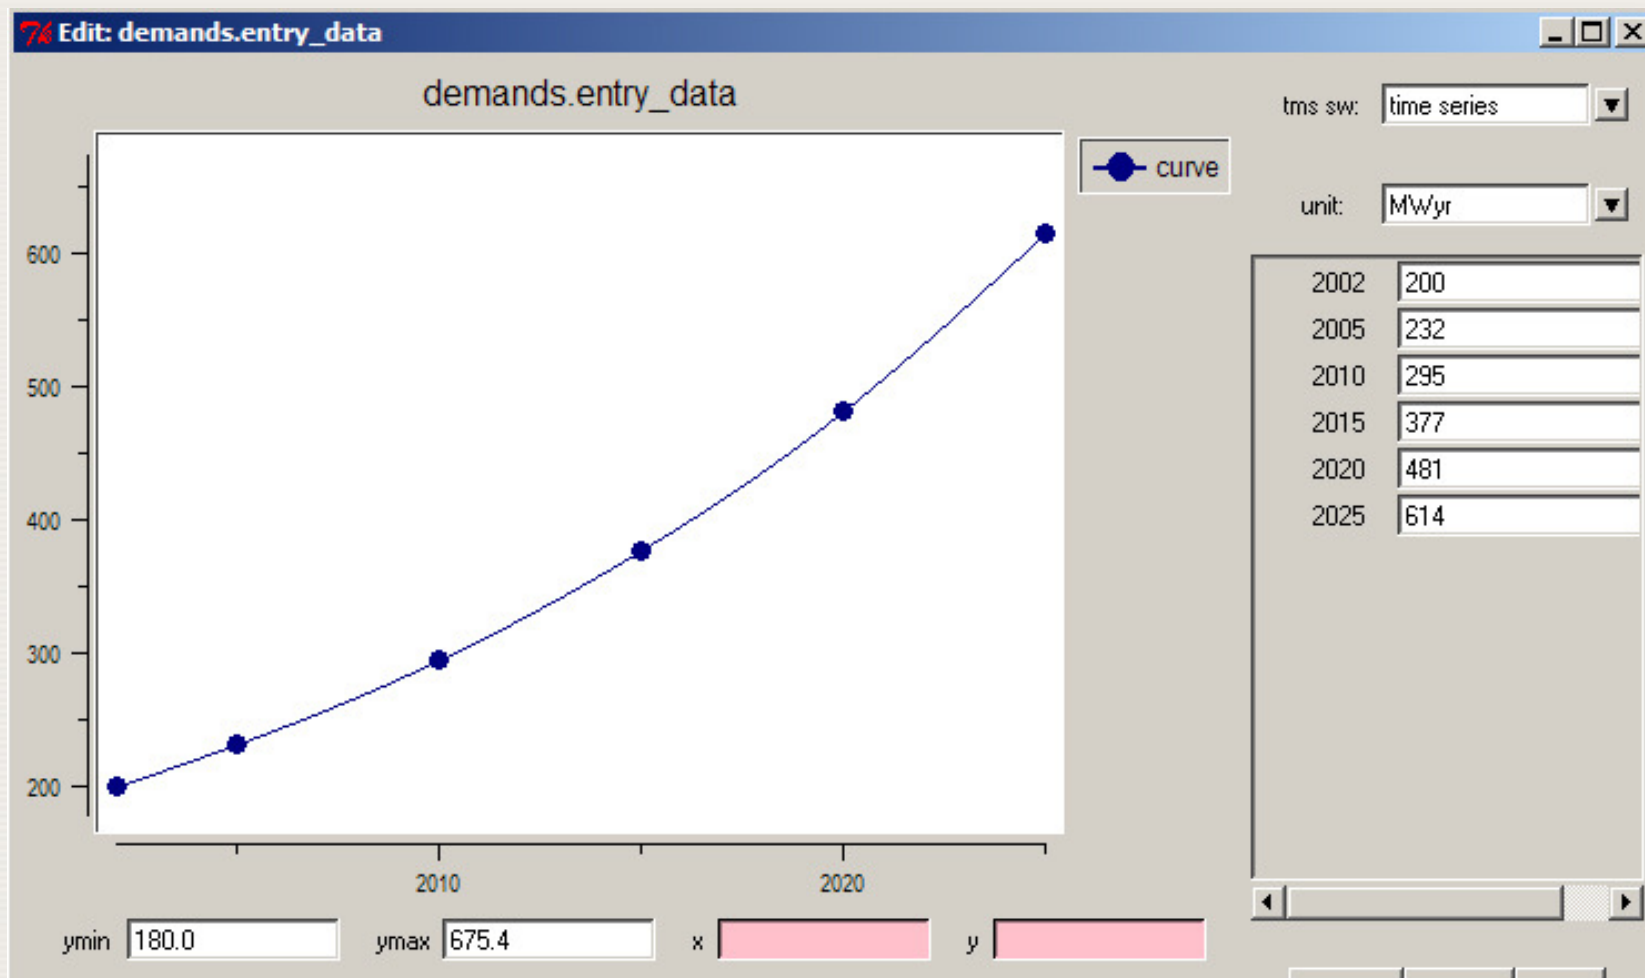 Edit: demands.entry_data
demands.entry_data
curve
600
500
400
300
200
2010 2020
ymin 180.0 ymax 675.4 x y
tms sw: time series
unit: MWyr
2002 200
2005 232
2010 295
2015 377
2020 481
2025 614